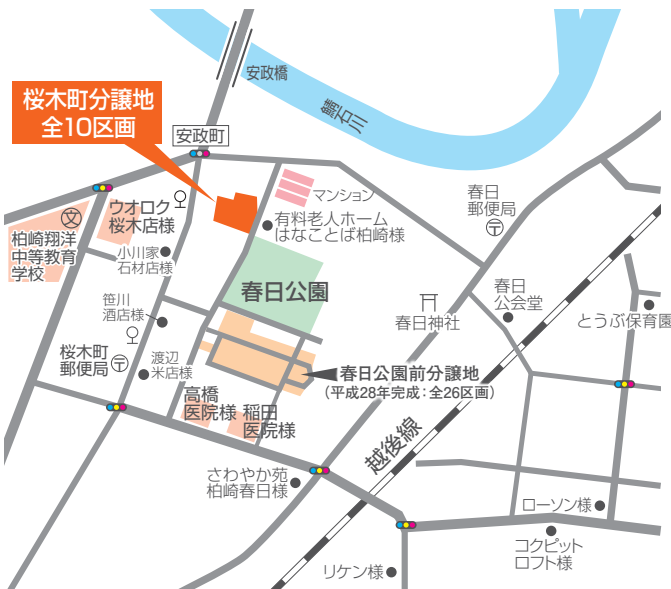 安政橋
鯖石川
桜木町分譲地
全10区画
安政町
マンション
春日
郵便局
ウオロク
桜木店様
有料老人ホーム
はなことば柏崎様
文
柏崎翔洋
中等教育
学校
小川家
石材店様
春日公園
春日
公会堂
春日神社
とうぶ保育園
笹川
酒店様
桜木町
郵便局
渡辺
米店様
春日公園前分譲地
(平成28年完成:全26区画)
高橋
医院様
稲田
医院様
越後線
さわやか苑
柏崎春日様
ローソン様
コクピット
ロフト様
リケン様